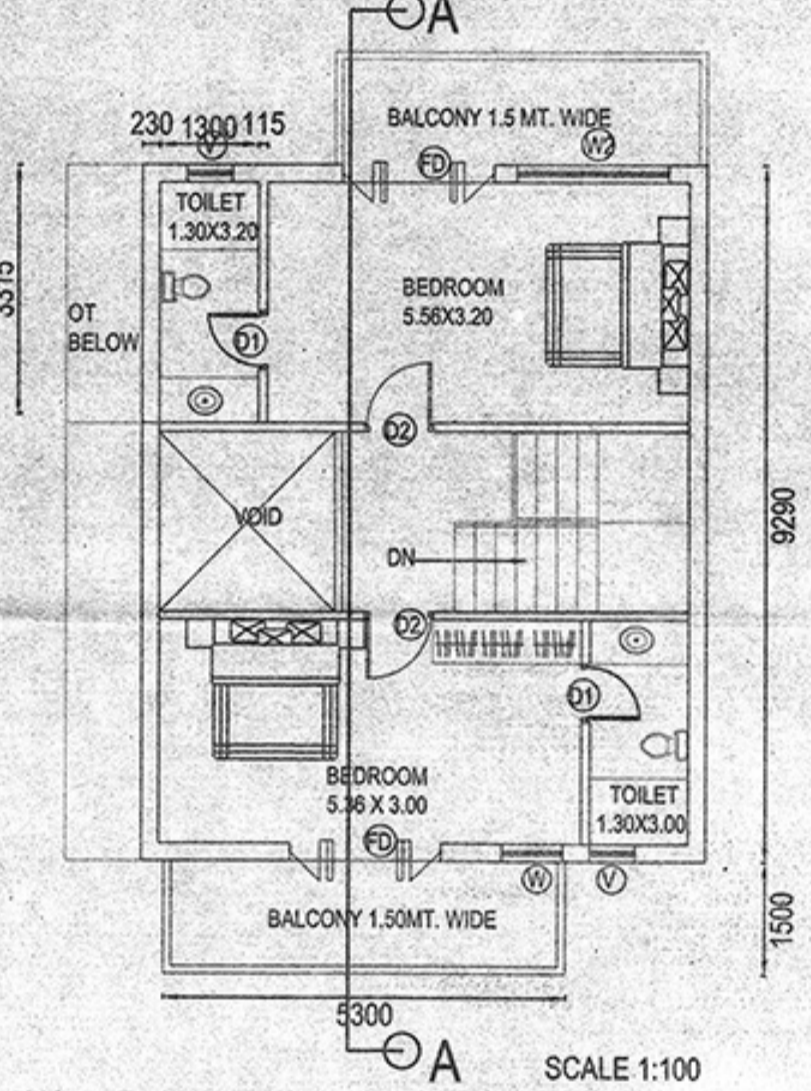 A
BALCONY 1.5 MT. WIDE
230 1300 115
V
FD
W2
TOILET
1.30X3.20
3315
BEDROOM
5.56X3.20
OT
BELOW
D1
D2
VOID
DN
9290
D2
D1
BEDROOM
5.36 X 3.00
TOILET
1.30X3.00
FD
W
V
BALCONY 1.50MT. WIDE
1500
5300
A
SCALE 1:100